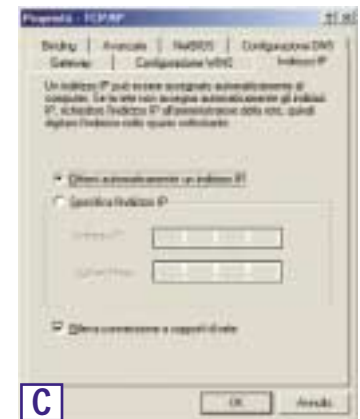 Proprietà - TCP/IP
Binding Avanzate NetBIOS Configurazione DNS
Gateway Configurazione WINS Indirizzo IP
Un indirizzo IP può essere assegnato automaticamente al
computer. Se la rete non assegna automaticamente gli indirizzi
IP, richiedere l'indirizzo IP all'amministratore della rete, quindi
digitare l'indirizzo nello spazio sottostante.
Ottieni automaticamente un indirizzo IP
Specifica l'indirizzo IP
Indirizzo IP:
Subnet Mask:
Rileva connessione a supporti di rete
OK Annulla
C